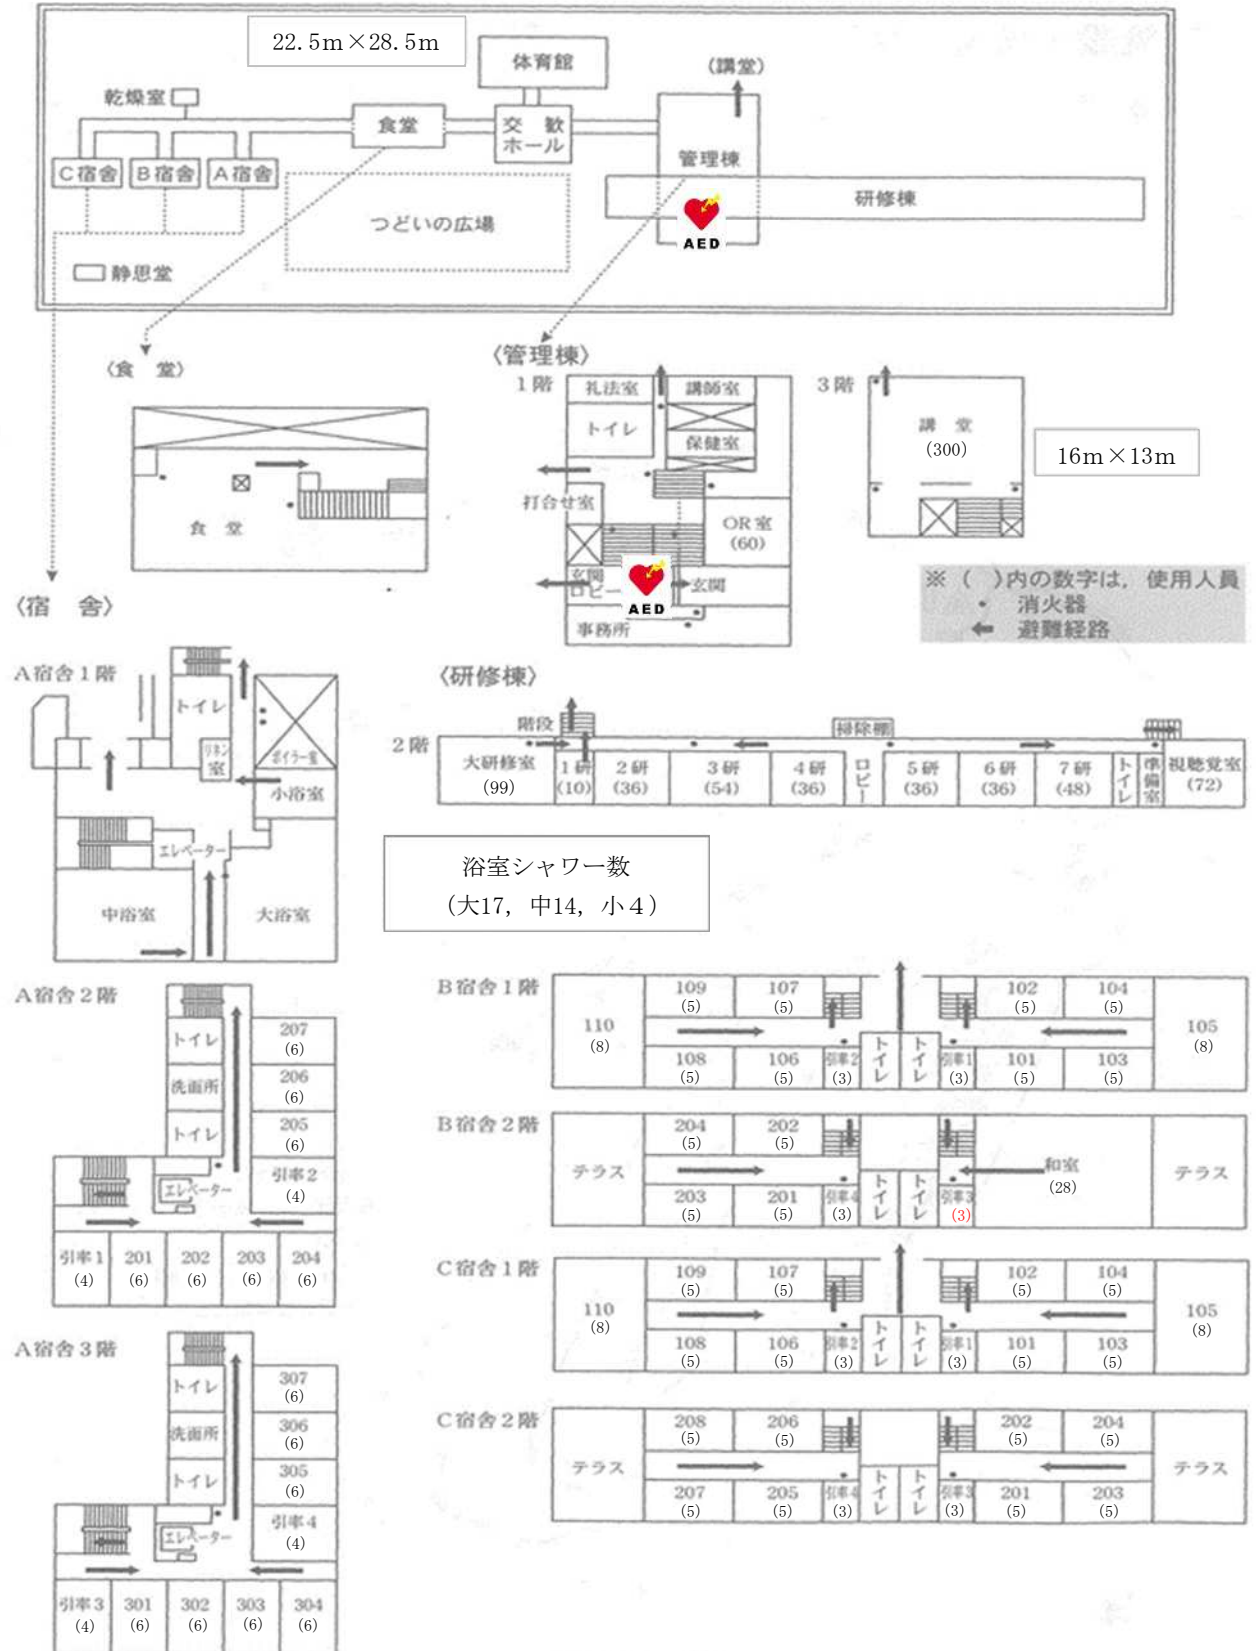 22.5m×28.5m
体育館
(講堂)
乾燥室
食堂
交 歓
ホール
管理棟
C宿舎
B宿舎
A宿舎
研修棟
つどいの広場
AED
静思堂
〈食 堂〉
食 堂
〈管理棟〉
1階
礼法室
講師室
トイレ
保健室
打合せ室
OR室
(60)
玄関
ロビー
AED
玄関
事務所
3階
講 堂
(300)
16m×13m
※( )内の数字は，使用人員
・ 消火器
← 避難経路
〈宿 舎〉
A宿舎1階
トイレ
リネン
室
ボイラー室
小浴室
エレベーター
中浴室
大浴室
〈研修棟〉
2階
階段
掃除棚
大研修室
(99)
1研
(10)
2研
(36)
3研
(54)
4研
(36)
ロビー
5研
(36)
6研
(36)
7研
(48)
トイレ
準備室
視聴覚室
(72)
浴室シャワー数
（大17，中14，小４）
A宿舎2階
トイレ
洗面所
トイレ
207
(6)
206
(6)
205
(6)
引率2
(4)
エレベーター
引率1
(4)
201
(6)
202
(6)
203
(6)
204
(6)
A宿舎3階
トイレ
洗面所
トイレ
307
(6)
306
(6)
305
(6)
引率4
(4)
エレベーター
引率3
(4)
301
(6)
302
(6)
303
(6)
304
(6)
B宿舎1階
110
(8)
109
(5)
107
(5)
102
(5)
104
(5)
105
(8)
108
(5)
106
(5)
引率2
(3)
トイレ
トイレ
引率1
(3)
101
(5)
103
(5)
B宿舎2階
テラス
204
(5)
202
(5)
203
(5)
201
(5)
引率4
(3)
トイレ
トイレ
引率3
(3)
和室
(28)
テラス
C宿舎1階
110
(8)
109
(5)
107
(5)
102
(5)
104
(5)
105
(8)
108
(5)
106
(5)
引率2
(3)
トイレ
トイレ
引率1
(3)
101
(5)
103
(5)
C宿舎2階
テラス
208
(5)
206
(5)
202
(5)
204
(5)
テラス
207
(5)
205
(5)
引率4
(3)
トイレ
トイレ
引率3
(3)
201
(5)
203
(5)